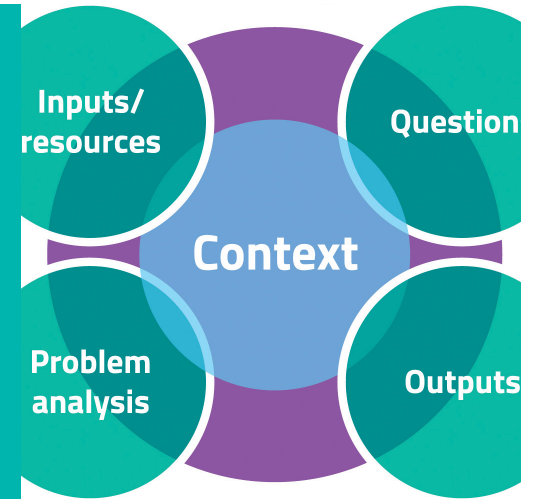 Inputs/
resources
Question
Context
Problem
analysis
Outputs